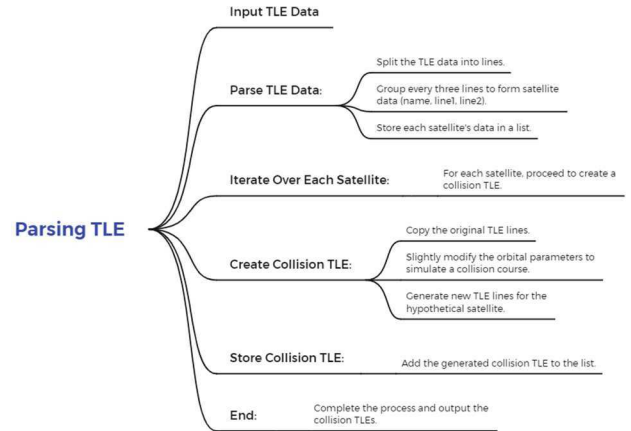 Parsing TLE
Input TLE Data
Parse TLE Data:
Split the TLE data into lines.
Group every three lines to form satellite
data (name, line1, line2).
Store each satellite's data in a list.
Iterate Over Each Satellite:
For each satellite, proceed to create a
collision TLE.
Create Collision TLE:
Copy the original TLE lines.
Slightly modify the orbital parameters to
simulate a collision course.
Generate new TLE lines for the
hypothetical satellite.
Store Collision TLE:
Add the generated collision TLE to the list.
End:
Complete the process and output the
collision TLEs.